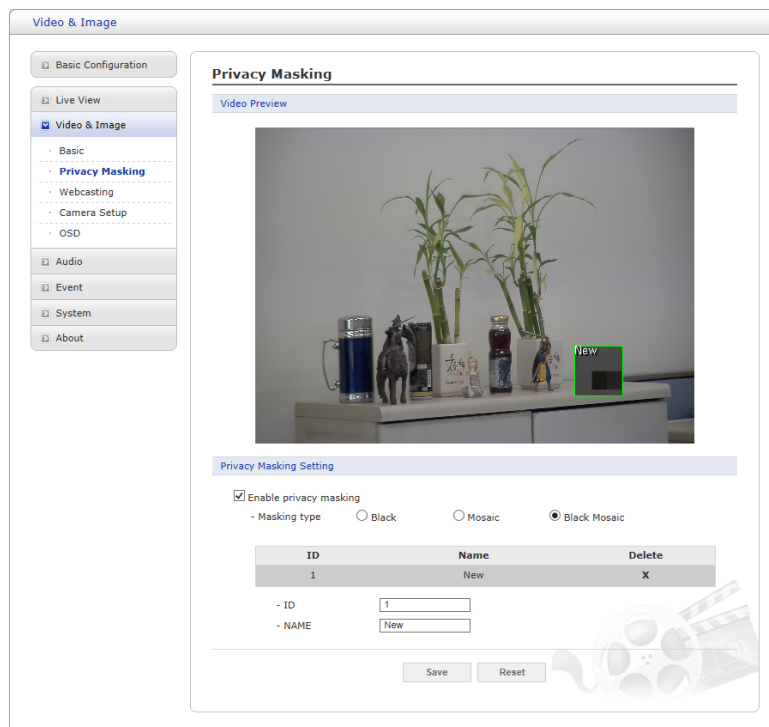 Video & Image
Basic Configuration
Live View
Video & Image
Basic
Privacy Masking
Webcasting
Camera Setup
OSD
Audio
Event
System
About
Privacy Masking
Video Preview
New
Privacy Masking Setting
Enable privacy masking
- Masking type Black Mosaic Black Mosaic
ID Name Delete
1 New X
- ID 1
- NAME New
Save Reset